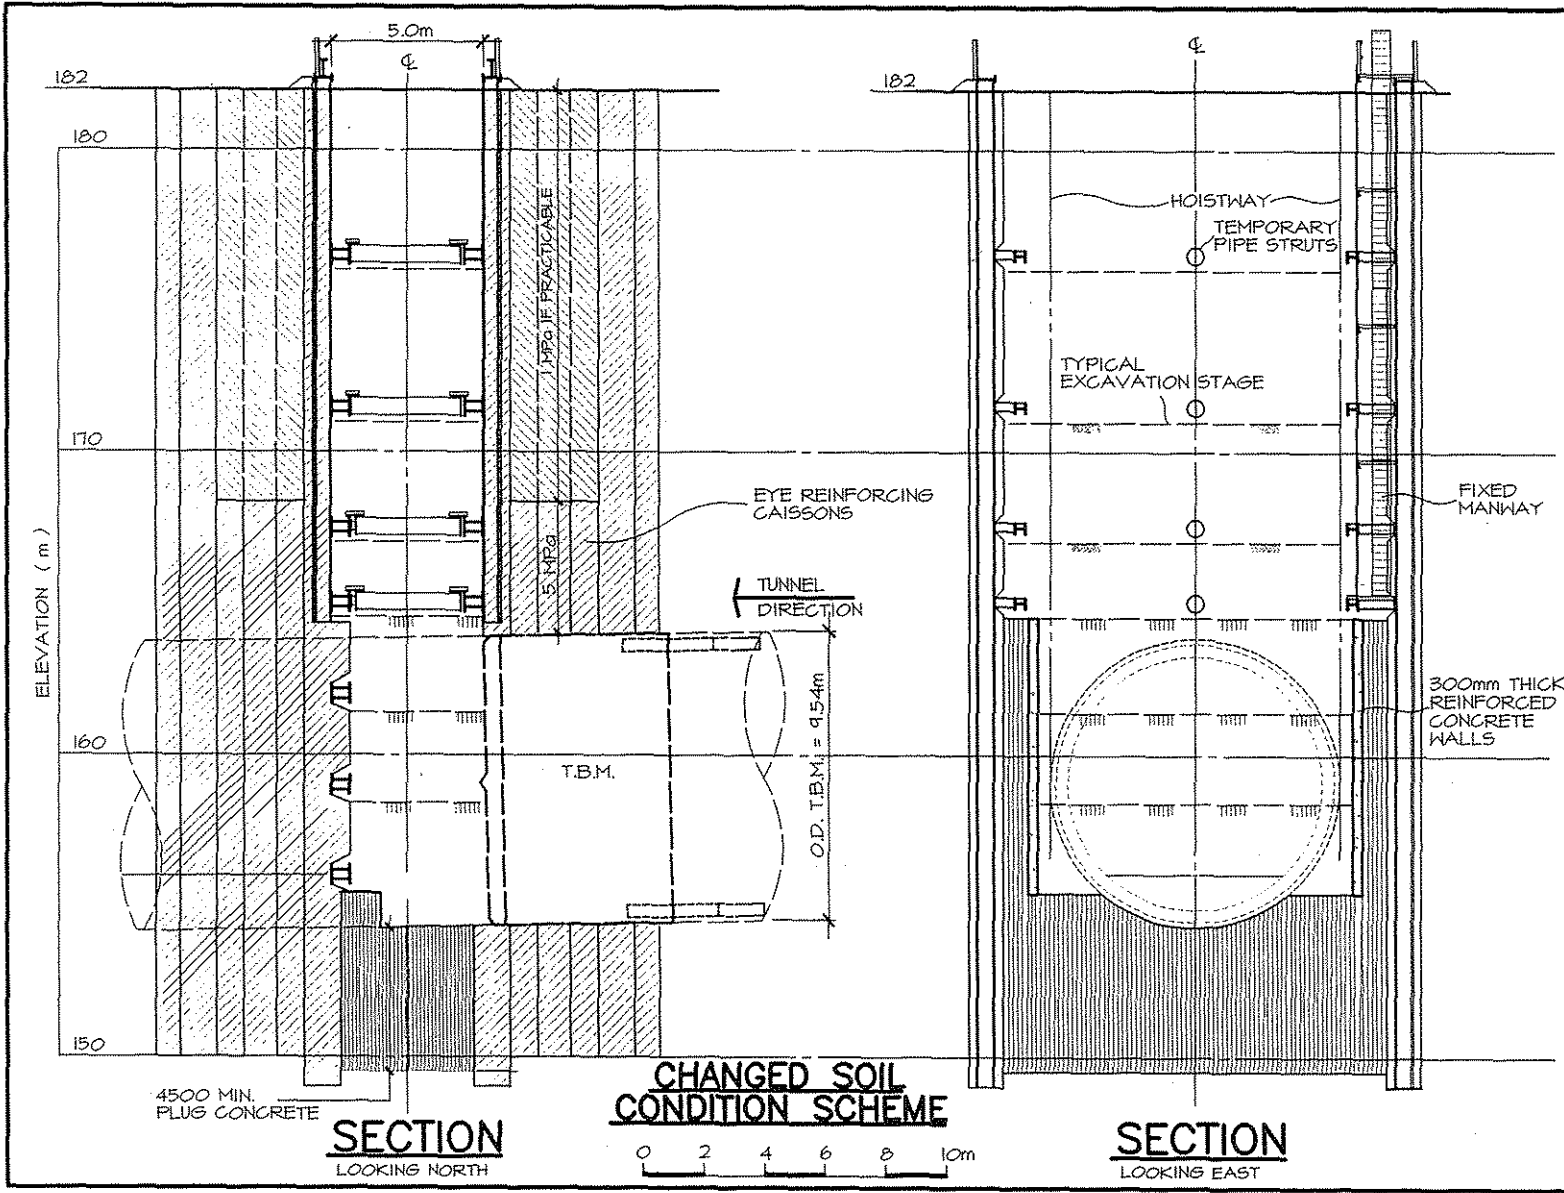 5.0m
℄
182
180
170
160
150
ELEVATION (m)
1 MPa IF PRACTICABLE
5 MPa
EYE REINFORCING
CAISSONS
TUNNEL
DIRECTION
T.B.M.
O.D. T.B.M. = 9.54m
4500 MIN.
PLUG CONCRETE
SECTION
LOOKING NORTH
CHANGED SOIL
CONDITION SCHEME
0 2 4 6 8 10m
℄
182
HOISTWAY
TEMPORARY
PIPE STRUTS
TYPICAL
EXCAVATION STAGE
FIXED
MANWAY
300mm THICK
REINFORCED
CONCRETE
WALLS
SECTION
LOOKING EAST